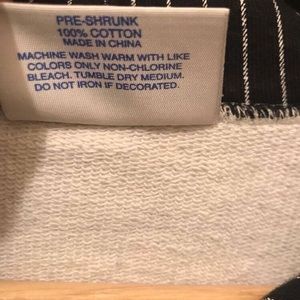 PRE-SHRUNK
100% COTTON
MADE IN CHINA
MACHINE WASH WARM WITH LIKE
COLORS ONLY NON-CHLORINE
BLEACH. TUMBLE DRY MEDIUM.
DO NOT IRON IF DECORATED.